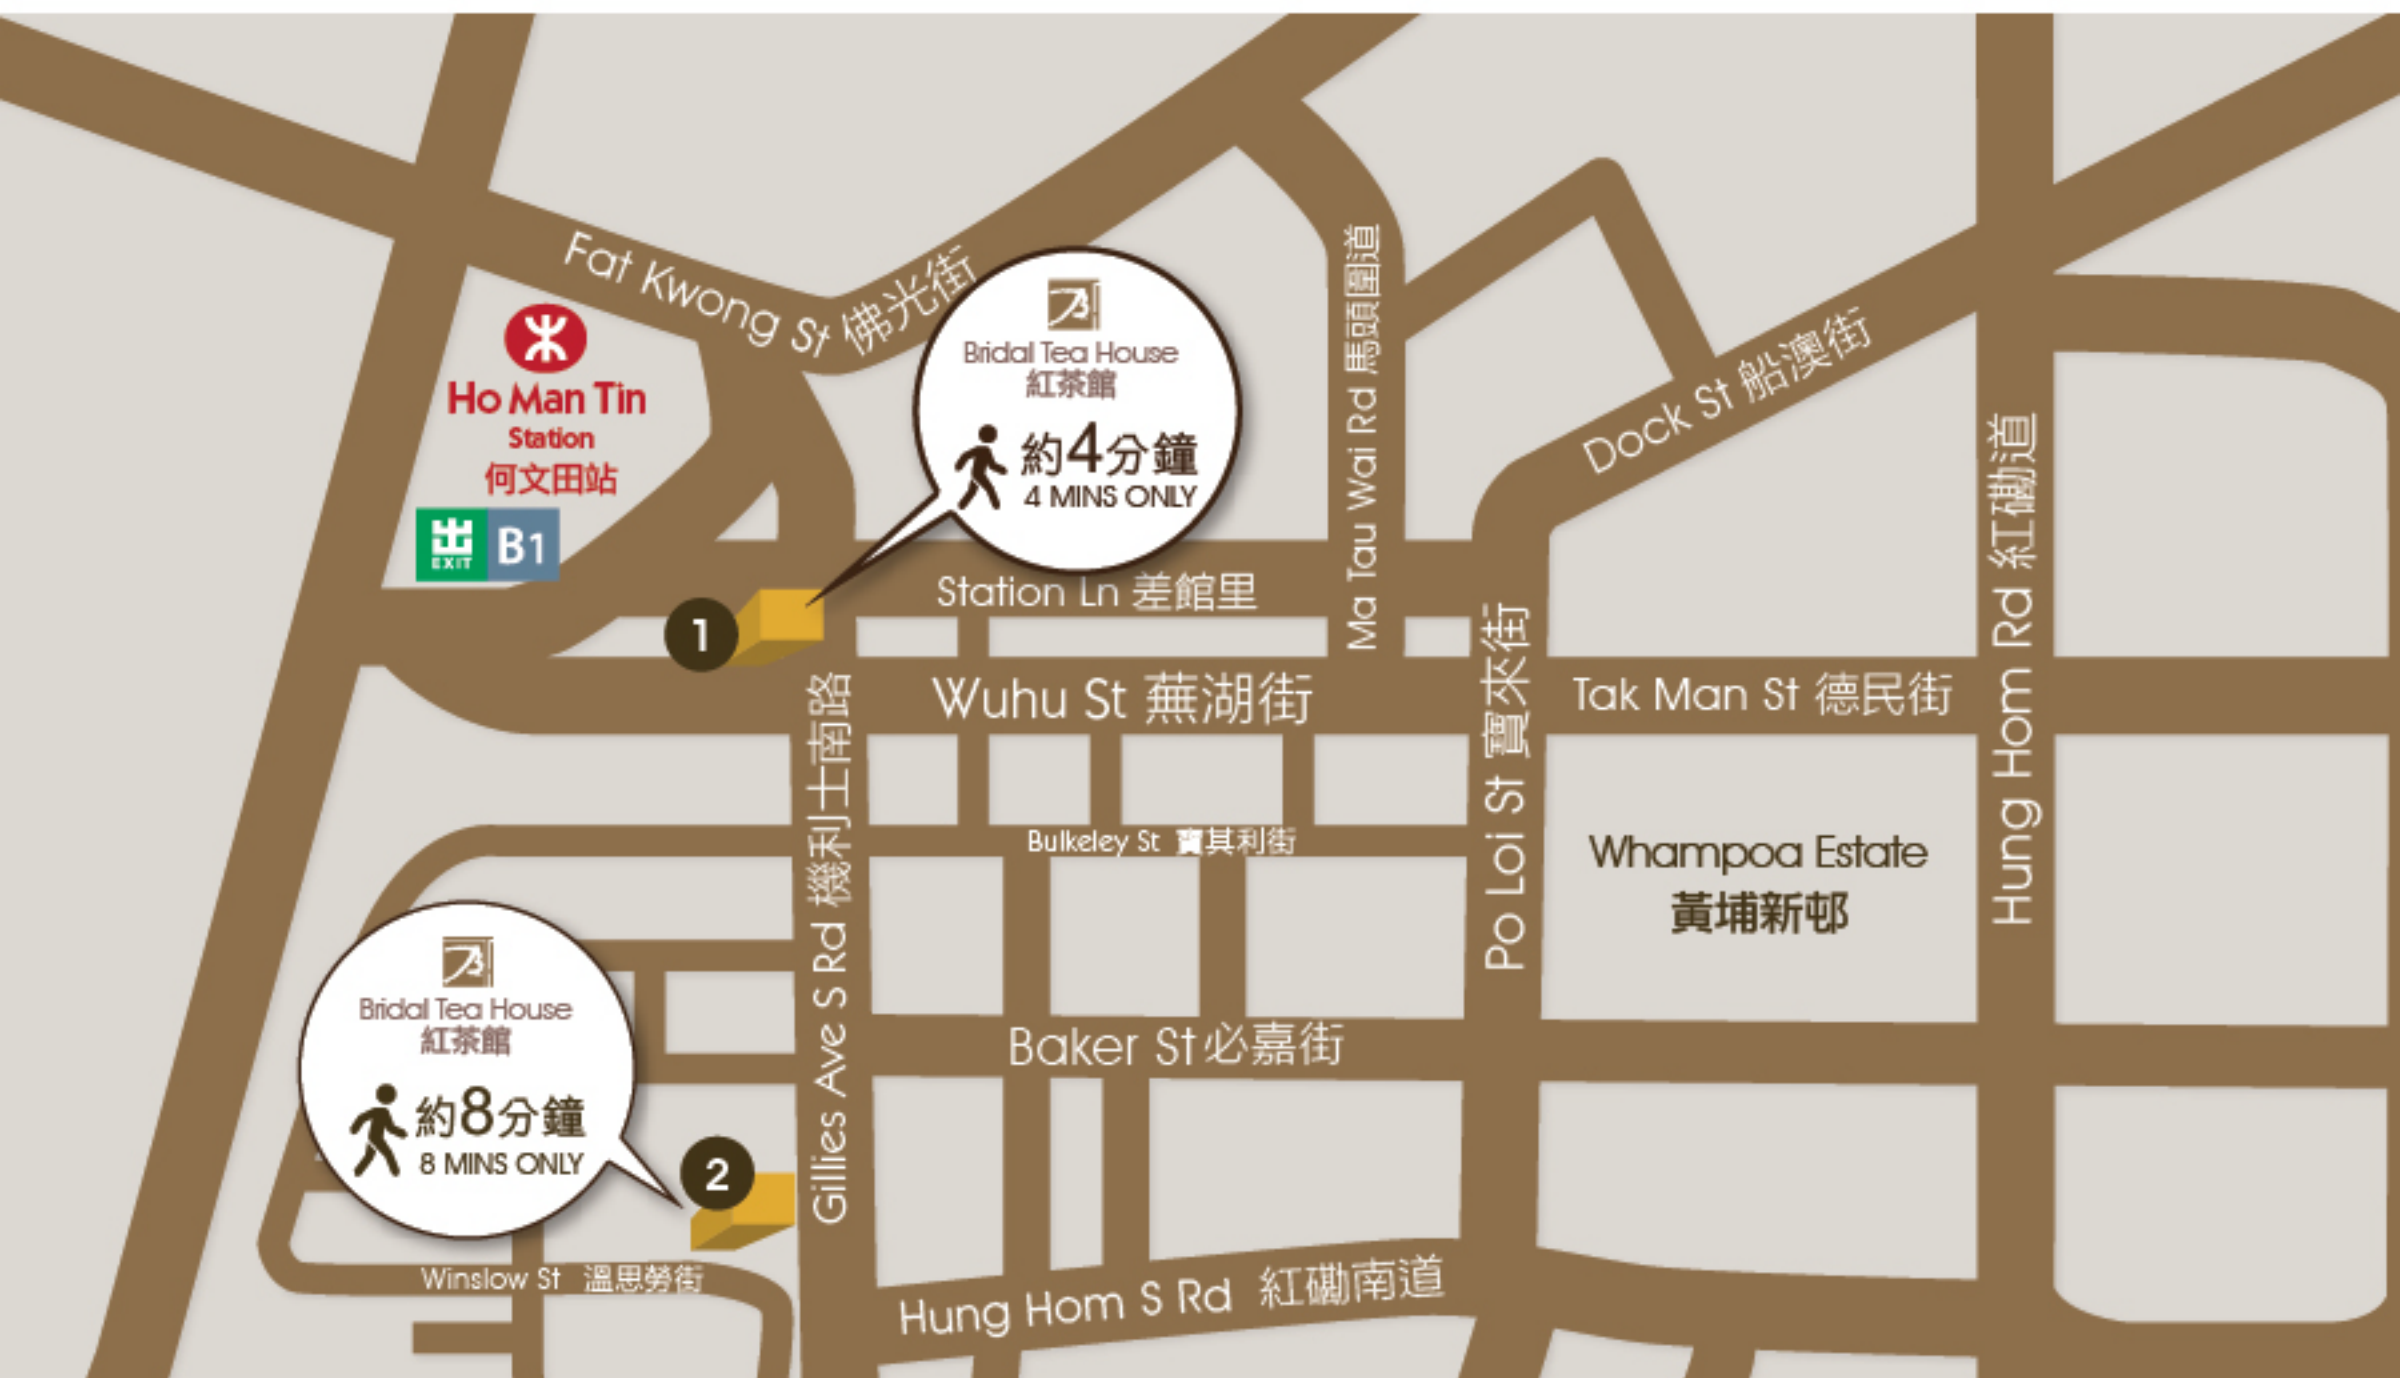 Fat Kwong St 佛光街
Ho Man Tin
Station
何文田站
出
EXIT
B1
Bridal Tea House
紅茶館
約4分鐘
4 MINS ONLY
Ma Tau Wai Rd 馬頭圍道
Dock St 船澳街
Hung Hom Rd 紅磡道
1
Station Ln 差館里
Wuhu St 蕪湖街
Tak Man St 德民街
Po Loi St 寶來街
Gillies Ave S Rd 機利士南路
Bulkeley St 寶其利街
Whampoa Estate
黃埔新邨
Bridal Tea House
紅茶館
約8分鐘
8 MINS ONLY
2
Baker St 必嘉街
Winslow St 溫思勞街
Hung Hom S Rd 紅磡南道